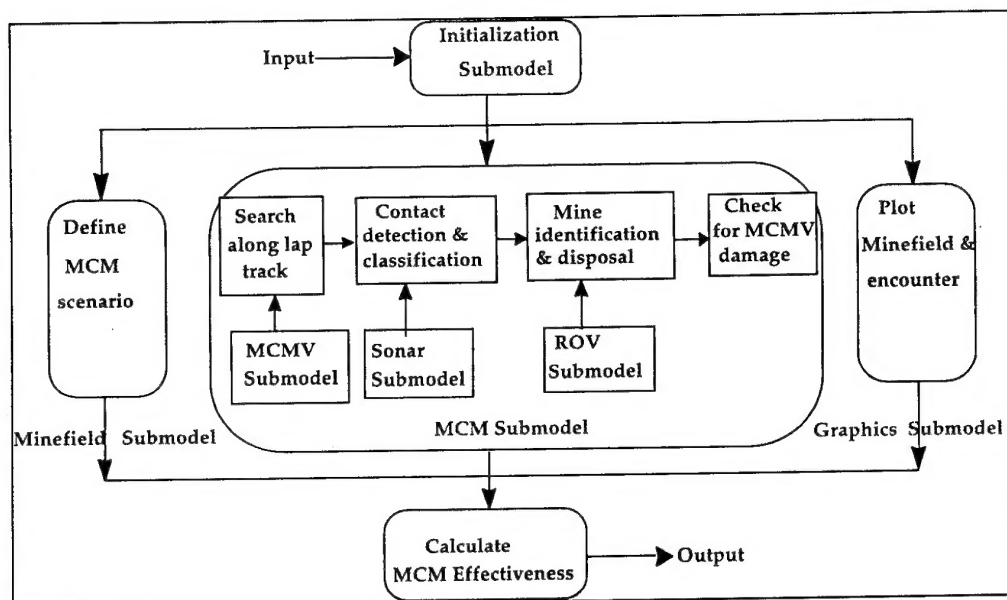 Initialization
Submodel
Input
Define
MCM
scenario
Search
along lap
track
Contact
detection &
classification
Mine
identification
& disposal
Check
for MCMV
damage
MCMV
Submodel
Sonar
Submodel
ROV
Submodel
MCM Submodel
Plot
Minefield &
encounter
Minefield Submodel
Graphics Submodel
Calculate
MCM Effectiveness
Output